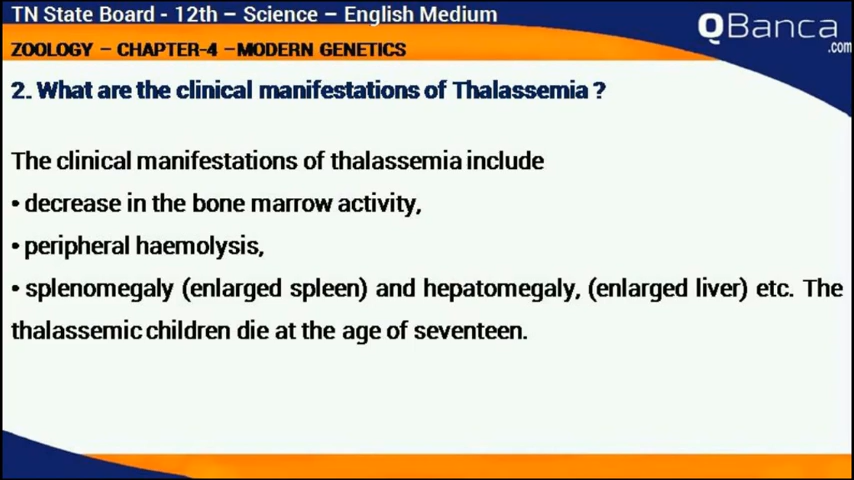 TN State Board - 12th – Science – English Medium
QBanca
.com
ZOOLOGY – CHAPTER-4 –MODERN GENETICS
2. What are the clinical manifestations of Thalassemia ?
The clinical manifestations of thalassemia include
• decrease in the bone marrow activity,
• peripheral haemolysis,
• splenomegaly (enlarged spleen) and hepatomegaly, (enlarged liver) etc. The
thalassemic children die at the age of seventeen.